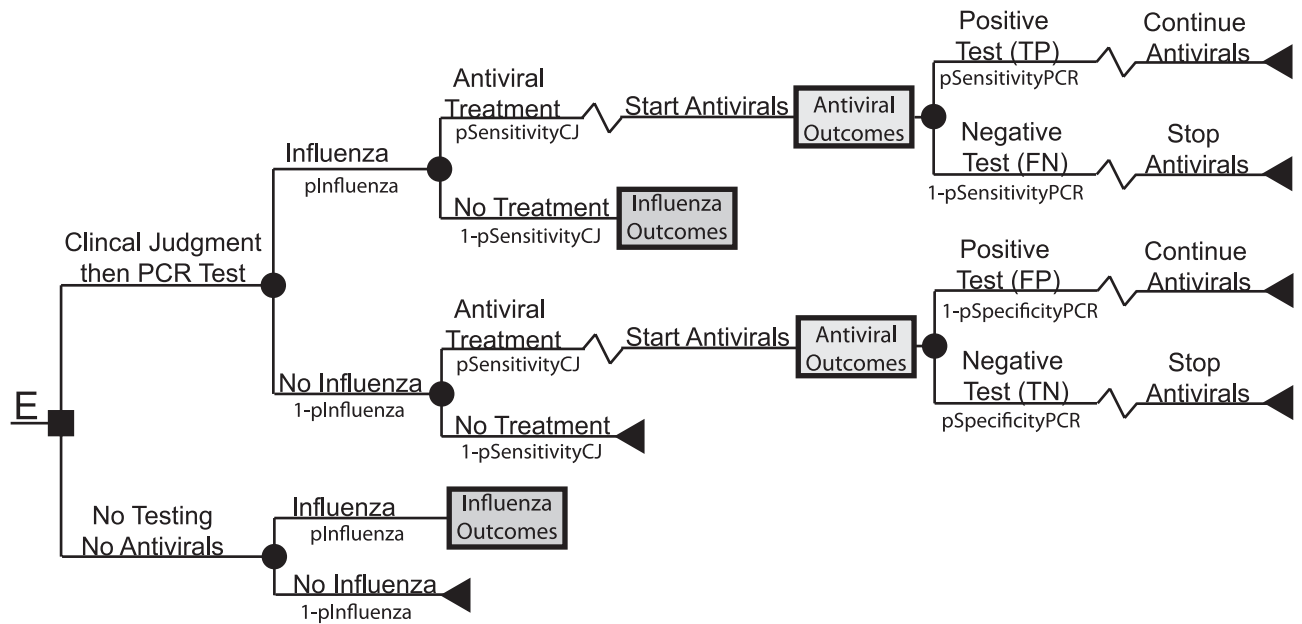 Positive
Test (TP)
pSensitivityPCR
Continue
Antivirals
Antiviral
Treatment
pSensitivityCJ
Start Antivirals
Antiviral
Outcomes
Negative
Test (FN)
1-pSensitivityPCR
Stop
Antivirals
Influenza
pInfluenza
No Treatment
1-pSensitivityCJ
Influenza
Outcomes
Clincal Judgment
then PCR Test
Positive
Test (FP)
1-pSpecificityPCR
Continue
Antivirals
Antiviral
Treatment
pSensitivityCJ
Start Antivirals
Antiviral
Outcomes
Negative
Test (TN)
pSpecificityPCR
Stop
Antivirals
No Influenza
1-pInfluenza
No Treatment
1-pSensitivityCJ
E
No Testing
No Antivirals
Influenza
pInfluenza
Influenza
Outcomes
No Influenza
1-pInfluenza